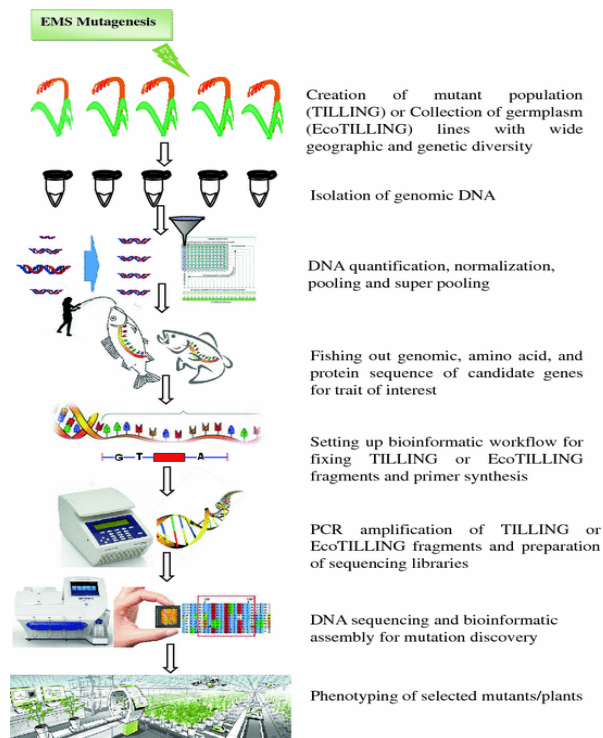 EMS Mutagenesis
Creation of mutant population
(TILLING) or Collection of germplasm
(EcoTILLING) lines with wide
geographic and genetic diversity
Isolation of genomic DNA
DNA quantification, normalization,
pooling and super pooling
Fishing out genomic, amino acid, and
protein sequence of candidate genes
for trait of interest
G T A
Setting up bioinformatic workflow for
fixing TILLING or EcoTILLING
fragments and primer synthesis
PCR amplification of TILLING or
EcoTILLING fragments and preparation
of sequencing libraries
DNA sequencing and bioinformatic
assembly for mutation discovery
Phenotyping of selected mutants/plants